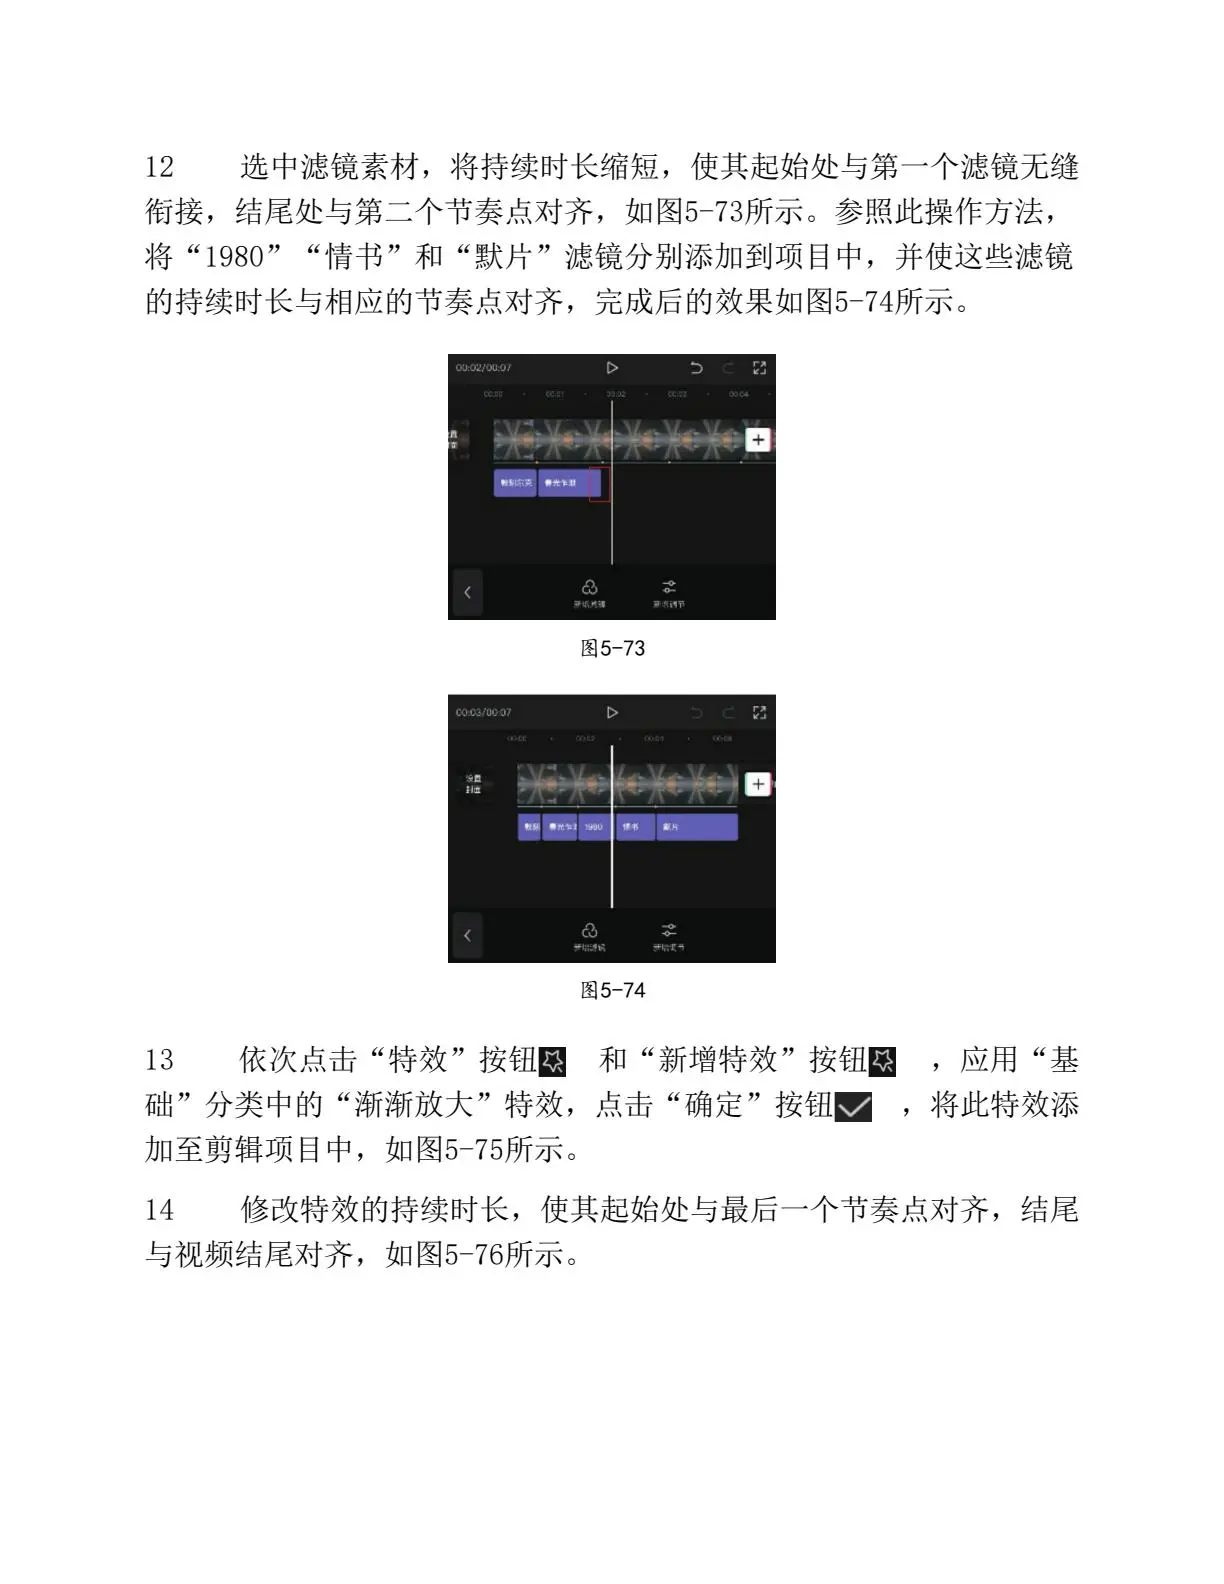 12　　选中滤镜素材，将持续时长缩短，使其起始处与第一个滤镜无缝
衔接，结尾处与第二个节奏点对齐，如图5-73所示。参照此操作方法，
将“1980”“情书”和“默片”滤镜分别添加到项目中，并使这些滤镜
的持续时长与相应的节奏点对齐，完成后的效果如图5-74所示。
00:02/00:07
00:00 00:01 00:02 00:03 00:04
敦刻尔克 春光乍泄
新增滤镜 新增调节
图5-73
00:03/00:07
00:00 00:02 00:04 00:06
设置
封面
敦刻 春光乍 1980 情书 默片
新增滤镜 新增调节
图5-74
13　　依次点击“特效”按钮　和“新增特效”按钮　，应用“基
础”分类中的“渐渐放大”特效，点击“确定”按钮　，将此特效添
加至剪辑项目中，如图5-75所示。
14　　修改特效的持续时长，使其起始处与最后一个节奏点对齐，结尾
与视频结尾对齐，如图5-76所示。